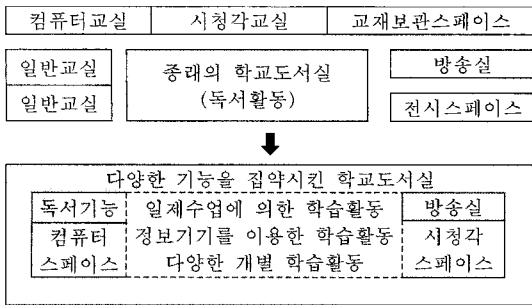 컴퓨터교실 시청각교실 교재보관스페이스
일반교실
일반교실
종래의 학교도서실
(독서활동)
방송실
전시스페이스
다양한 기능을 집약시킨 학교도서실
독서기능 일제수업에 의한 학습활동 방송실
컴퓨터 정보기기를 이용한 학습활동 시청각
스페이스 다양한 개별 학습활동 스페이스